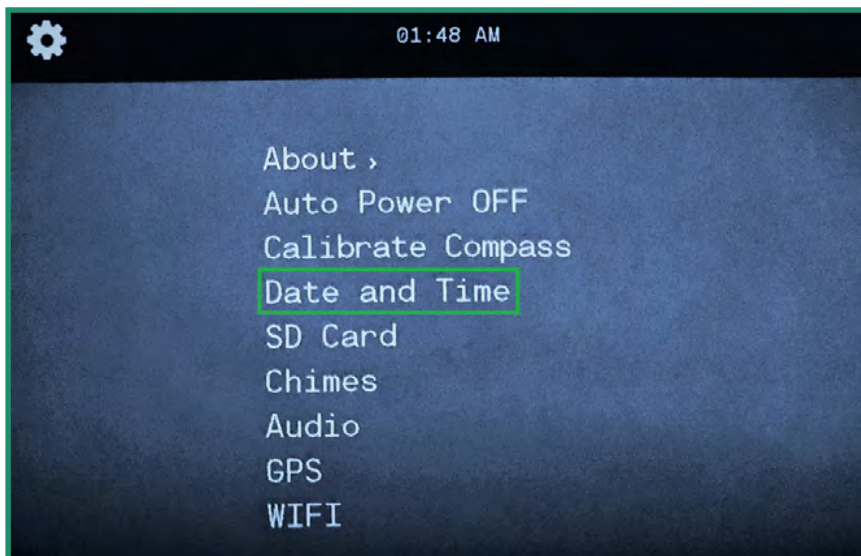 01:48 AM
About ›
Auto Power OFF
Calibrate Compass
Date and Time
SD Card
Chimes
Audio
GPS
WIFI